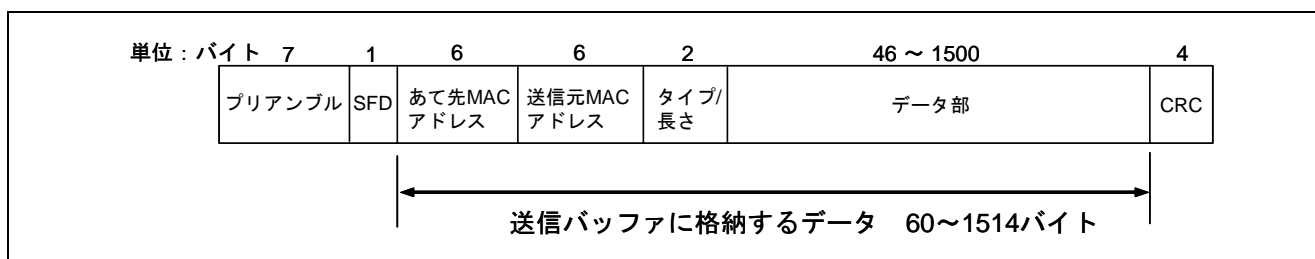 単位:バイト 7 1 6 6 2 46 ~ 1500 4
プリアンブル SFD あて先MAC アドレス 送信元MAC アドレス タイプ/ 長さ データ部 CRC
送信バッファに格納するデータ 60~1514バイト